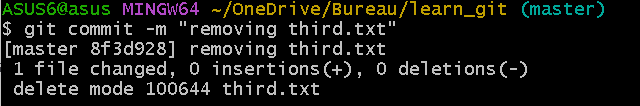 ASUS6@asus MINGW64 ~/OneDrive/Bureau/learn_git (master)
$ git commit -m "removing third.txt"
[master 8f3d928] removing third.txt
 1 file changed, 0 insertions(+), 0 deletions(-)
 delete mode 100644 third.txt